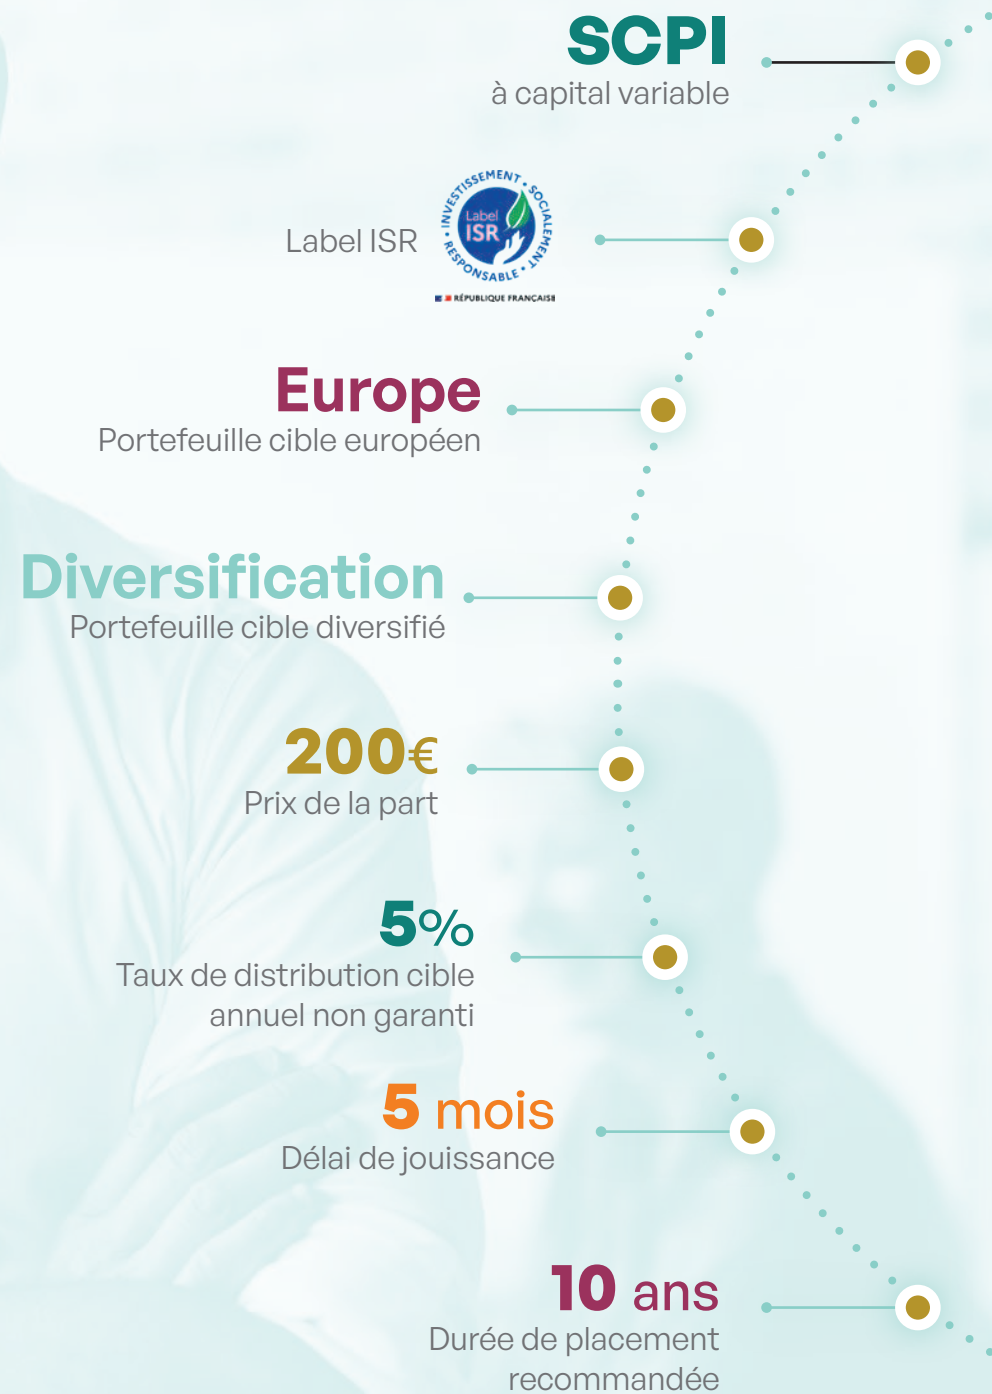 SCPI
à capital variable
Label ISR
INVESTISSEMENT • SOCIALEMENT • RESPONSABLE •
Label
ISR
RÉPUBLIQUE FRANÇAISE
Europe
Portefeuille cible européen
Diversification
Portefeuille cible diversifié
200€
Prix de la part
5%
Taux de distribution cible
annuel non garanti
5 mois
Délai de jouissance
10 ans
Durée de placement
recommandée